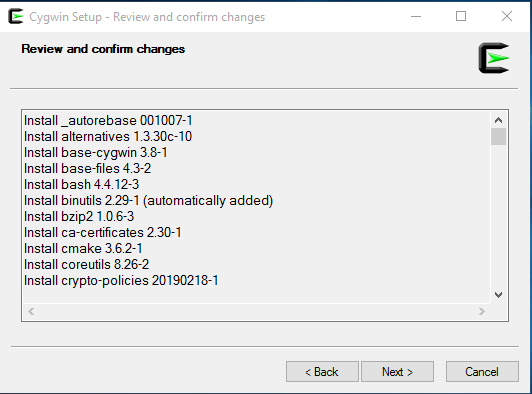 Cygwin Setup - Review and confirm changes
Review and confirm changes
Install _autorebase 001007-1
Install alternatives 1.3.30c-10
Install base-cygwin 3.8-1
Install base-files 4.3-2
Install bash 4.4.12-3
Install binutils 2.29-1 (automatically added)
Install bzip2 1.0.6-3
Install ca-certificates 2.30-1
Install cmake 3.6.2-1
Install coreutils 8.26-2
Install crypto-policies 20190218-1
< Back
Next >
Cancel